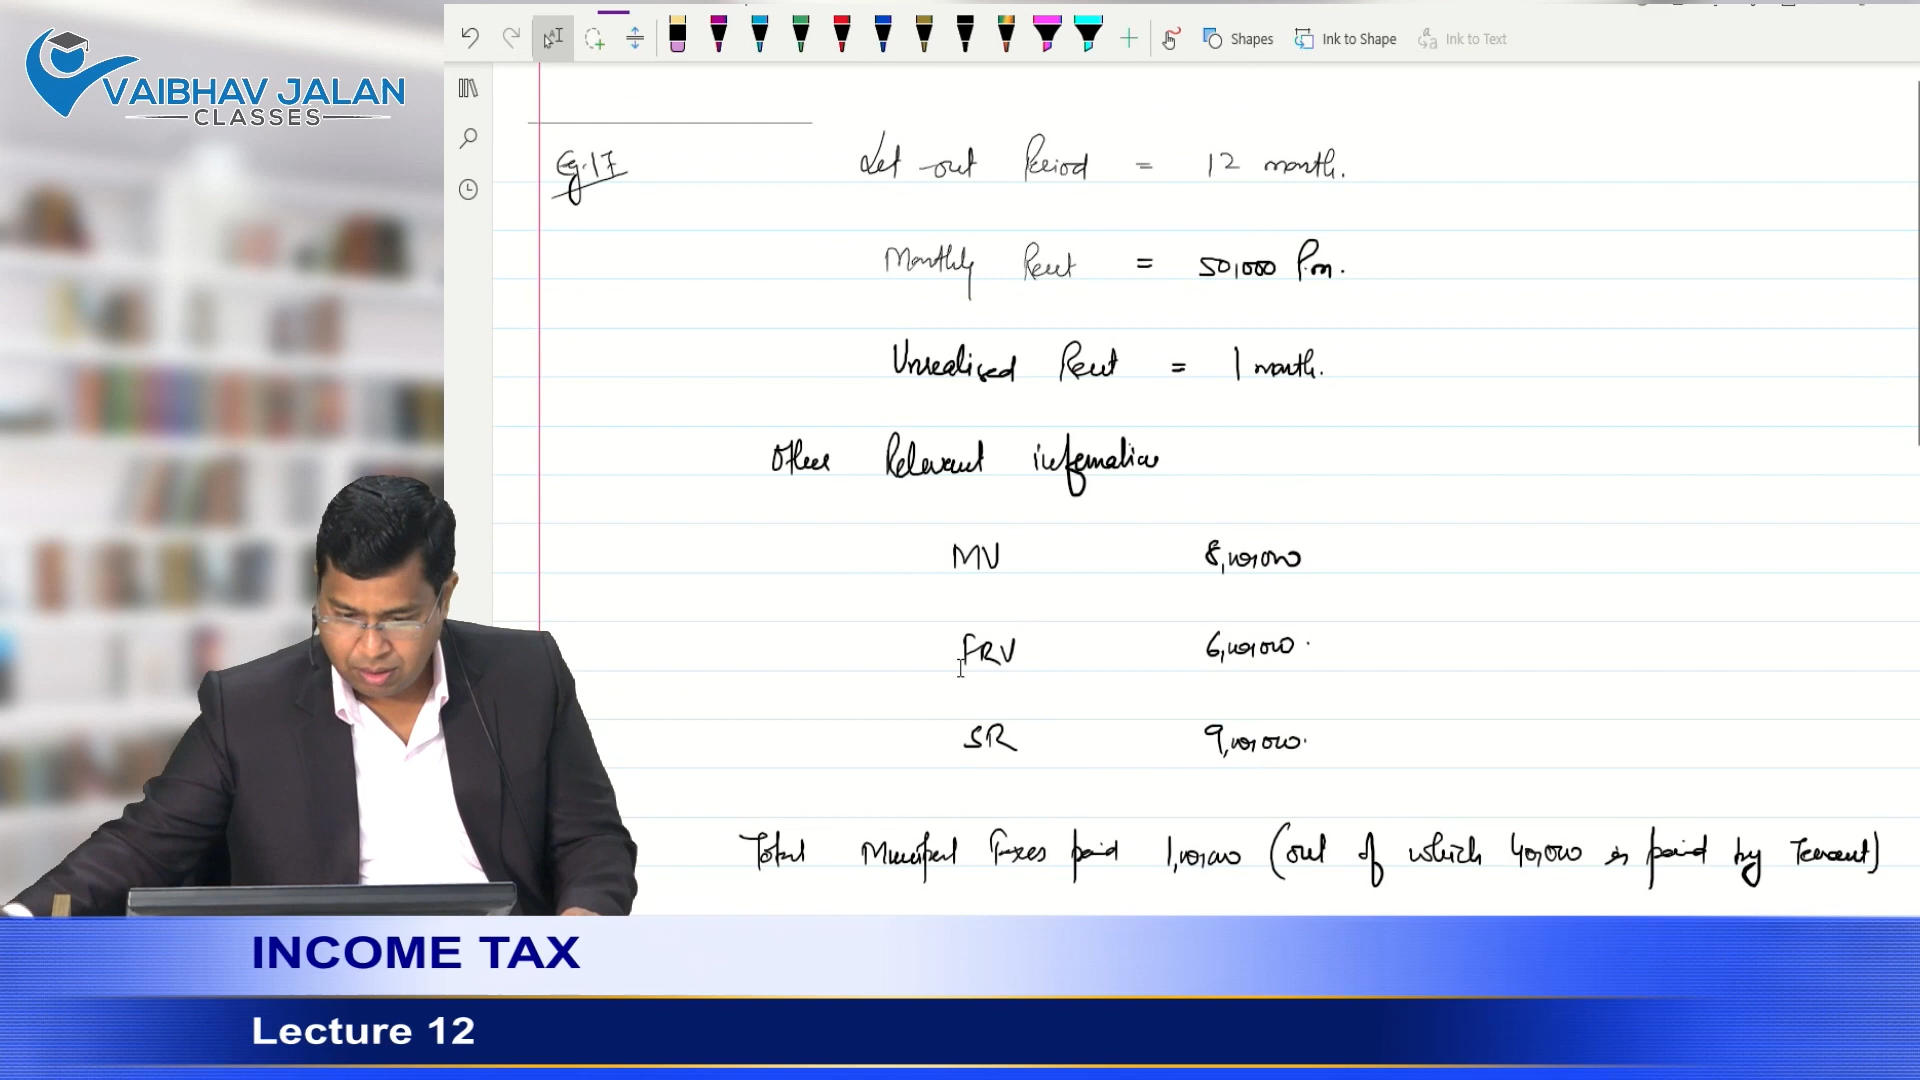 VAIBHAV JALAN
CLASSES
Shapes
Ink to Shape
Ink to Text
Eg.17
Let out Period = 12 month.
Monthly Rent = 50,000 P.m.
Unrealised Rent = 1 month.
Other Relevant information
MV 8,00,000
FRV 6,00,000
SR 9,00,000
Total Municipal Taxes paid 1,00,000 (out of which 40,000 is paid by Tenant)
INCOME TAX
Lecture 12